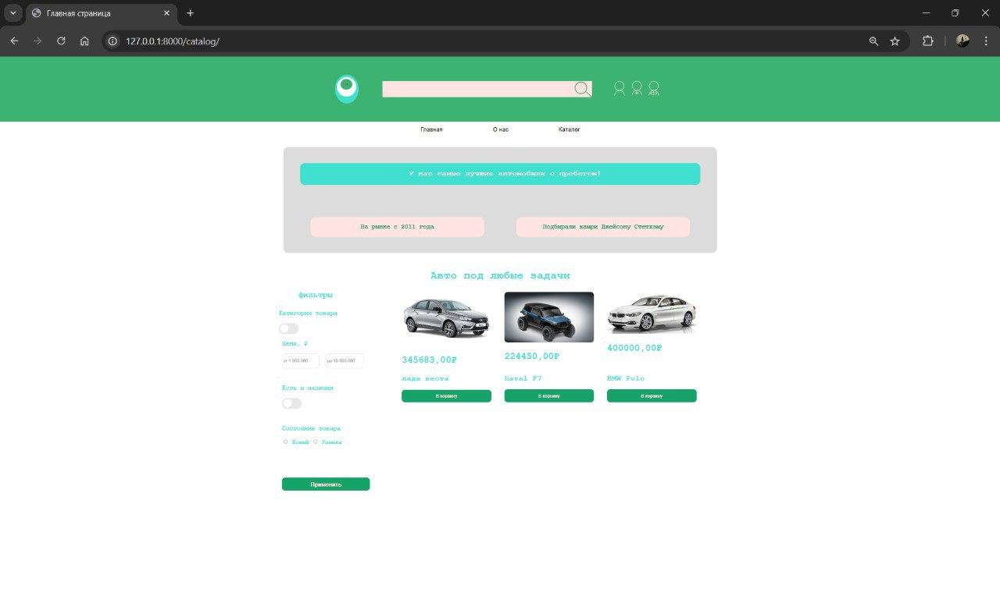 Главная страница
127.0.0.1:8000/catalog/
Главная О нас Каталог
У нас самые лучшие автомобили с пробегом!
На рынке с 2011 года Подбирали камри Джейсону Стетхэму
Авто под любые задачи
фильтры
Категории товара
Цена, ₽
от 1 000 000 до 15 900 000
Есть в наличии
Состояние товара
Новый Уценка
Применить
345683,00₽ 224450,00₽ 400000,00₽
лада веста haval F7 BMW Polo
В корзину В корзину В корзину